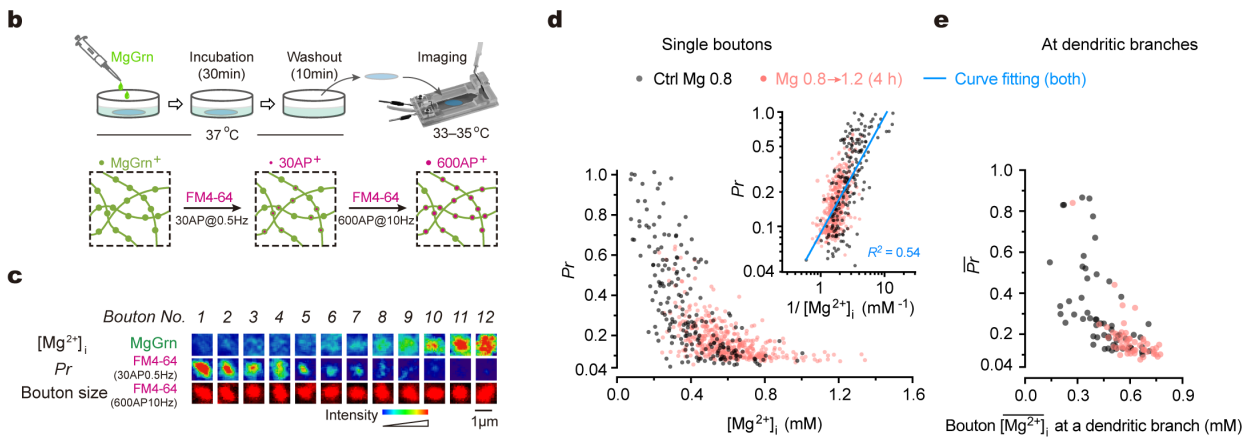 b
MgGrn
Incubation
(30min)
Washout
(10min)
Imaging
37 °C
33–35 °C
MgGrn⁺
30AP⁺
600AP⁺
FM4-64
30AP@0.5Hz
FM4-64
600AP@10Hz
c
Bouton No. 1 2 3 4 5 6 7 8 9 10 11 12
[Mg²⁺]i MgGrn
Pr FM4-64
(30AP0.5Hz)
Bouton size FM4-64
(600AP10Hz)
Intensity
1μm
d
Single boutons
e
At dendritic branches
Ctrl Mg 0.8
Mg 0.8→1.2 (4 h)
Curve fitting (both)
Pr
1.0
0.8
0.6
0.4
0.2
0.04
0.0 0.4 0.8 1.2 1.6
[Mg²⁺]i (mM)
Pr
1.0
0.5
0.2
0.1
0.04
R² = 0.54
1 10
1/ [Mg²⁺]i (mM⁻¹)
P̅r̅
1.0
0.8
0.6
0.4
0.2
0.04
0.0 0.3 0.6 0.9
Bouton [Mg²⁺]i at a dendritic branch (mM)